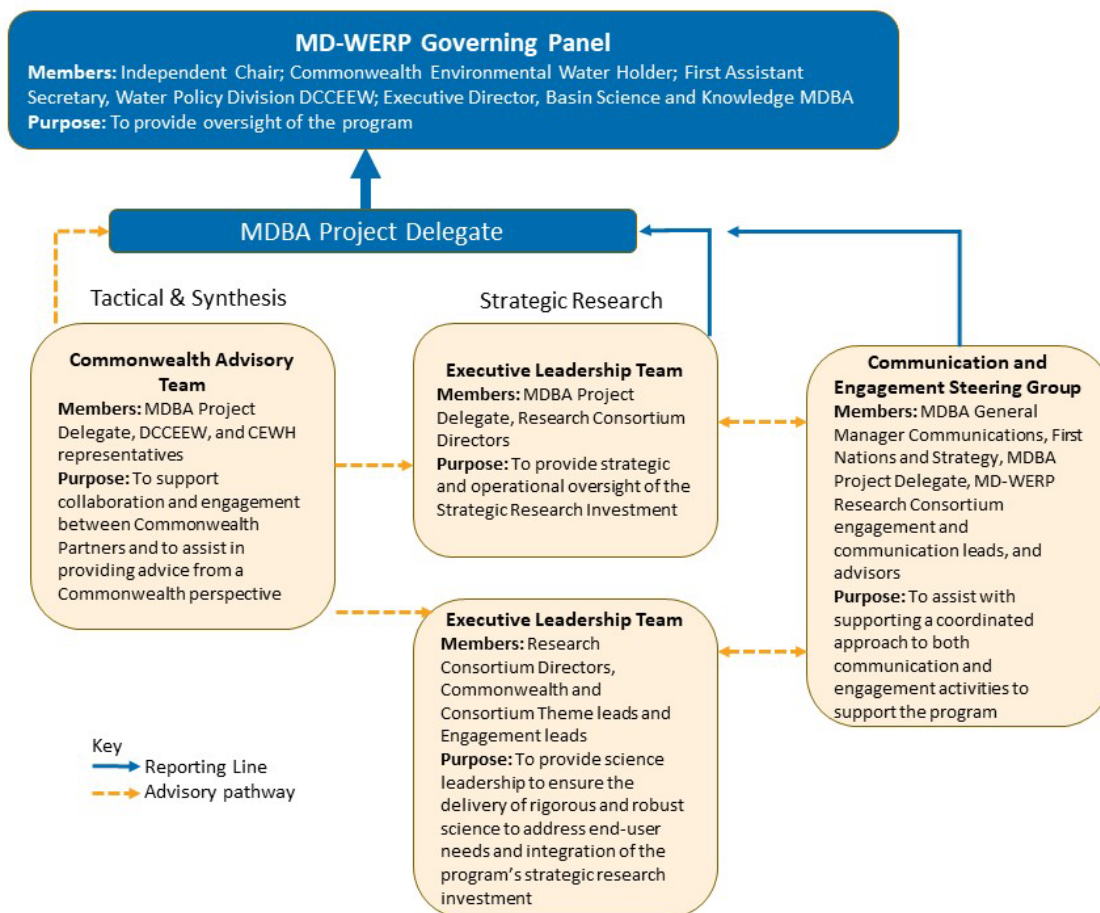 MD-WERP Governing Panel
Members: Independent Chair; Commonwealth Environmental Water Holder; First Assistant
Secretary, Water Policy Division DCCEEW; Executive Director, Basin Science and Knowledge MDBA
Purpose: To provide oversight of the program
MDBA Project Delegate
Tactical & Synthesis
Strategic Research
Commonwealth Advisory
Team
Members: MDBA Project
Delegate, DCCEEW, and CEWH
representatives
Purpose: To support
collaboration and engagement
between Commonwealth
Partners and to assist in
providing advice from a
Commonwealth perspective
Executive Leadership Team
Members: MDBA Project
Delegate, Research Consortium
Directors
Purpose: To provide strategic
and operational oversight of the
Strategic Research Investment
Communication and
Engagement Steering Group
Members: MDBA General
Manager Communications, First
Nations and Strategy, MDBA
Project Delegate, MD-WERP
Research Consortium
engagement and
communication leads, and
advisors
Purpose: To assist with
supporting a coordinated
approach to both
communication and
engagement activities to
support the program
Executive Leadership Team
Members: Research
Consortium Directors,
Commonwealth and
Consortium Theme leads and
Engagement leads
Purpose: To provide science
leadership to ensure the
delivery of rigorous and robust
science to address end-user
needs and integration of the
program's strategic research
investment
Key
Reporting Line
Advisory pathway